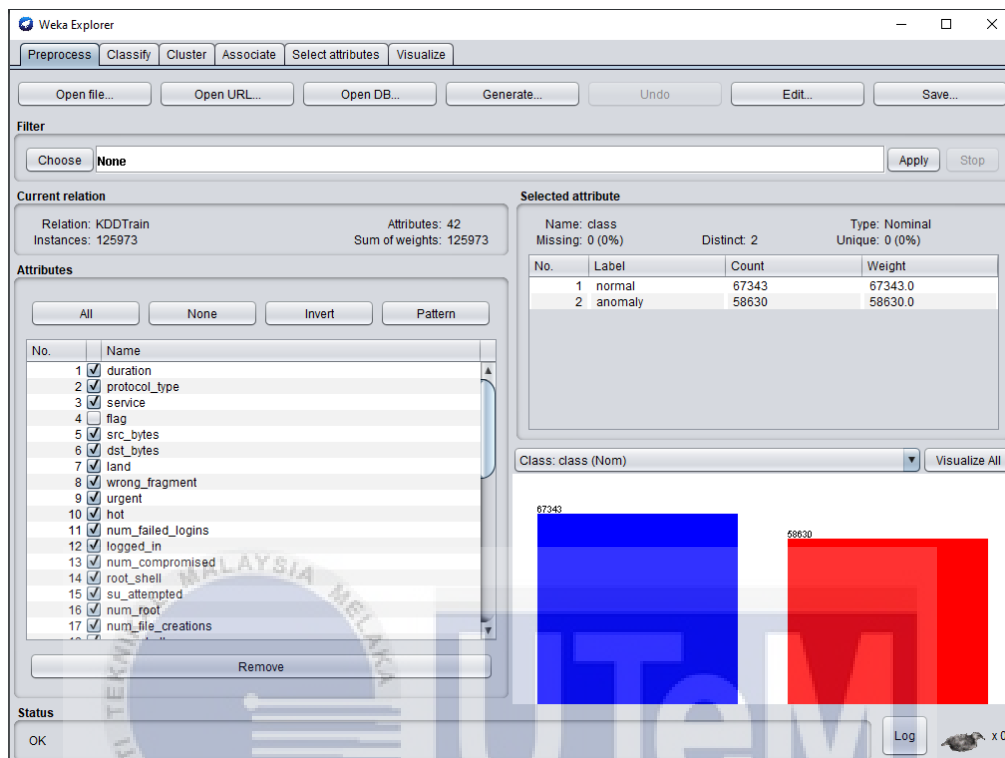 Weka Explorer
Preprocess Classify Cluster Associate Select attributes Visualize
Open file... Open URL... Open DB... Generate... Undo Edit... Save...
Filter
Choose None Apply Stop
Current relation
Relation: KDDTrain Attributes: 42
Instances: 125973 Sum of weights: 125973
Attributes
All None Invert Pattern
No. Name
1 duration
2 protocol_type
3 service
4 flag
5 src_bytes
6 dst_bytes
7 land
8 wrong_fragment
9 urgent
10 hot
11 num_failed_logins
12 logged_in
13 num_compromised
14 root_shell
15 su_attempted
16 num_root
17 num_file_creations
Remove
Selected attribute
Name: class Type: Nominal
Missing: 0 (0%) Distinct: 2 Unique: 0 (0%)
No. Label Count Weight
1 normal 67343 67343.0
2 anomaly 58630 58630.0
Class: class (Nom) Visualize All
67343
58630
Status
OK
Log x 0
MALAYSIA MELAKA
UTeM